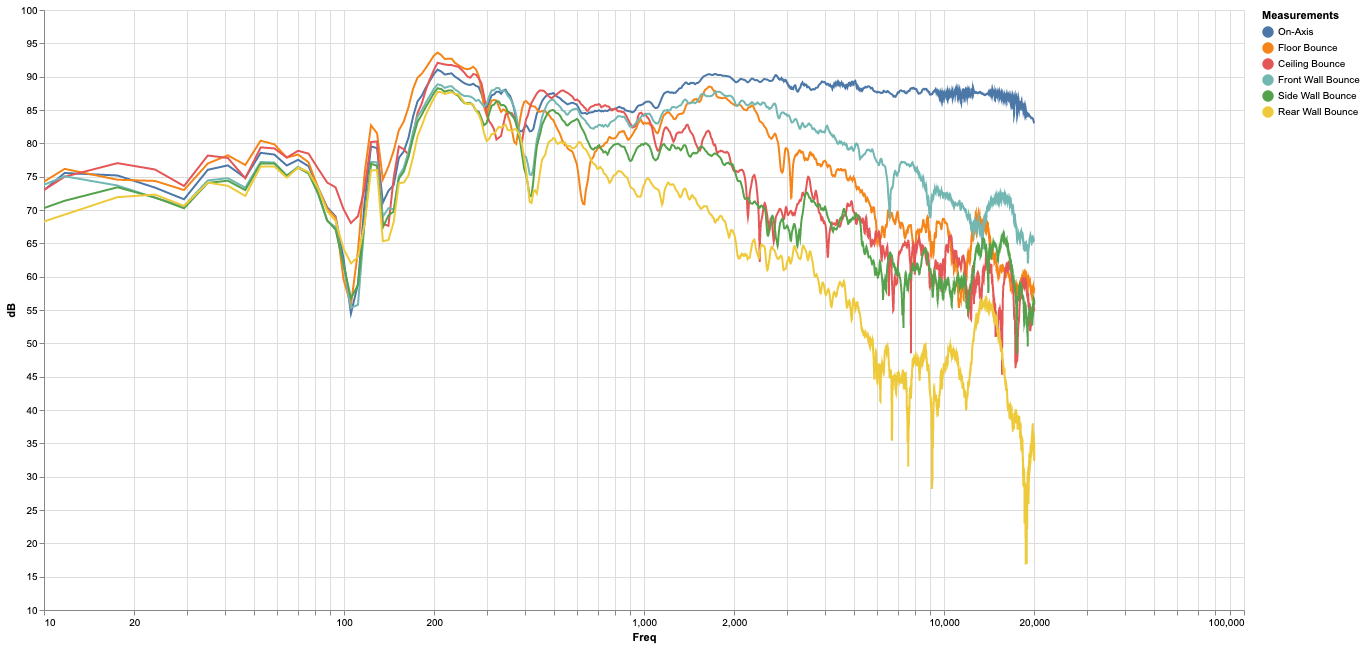 100
95
90
85
80
75
70
65
60
55
50
45
40
35
30
25
20
15
10
dB
10 20 100 200 1,000 2,000 10,000 20,000 100,000
Freq
Measurements
On-Axis
Floor Bounce
Ceiling Bounce
Front Wall Bounce
Side Wall Bounce
Rear Wall Bounce